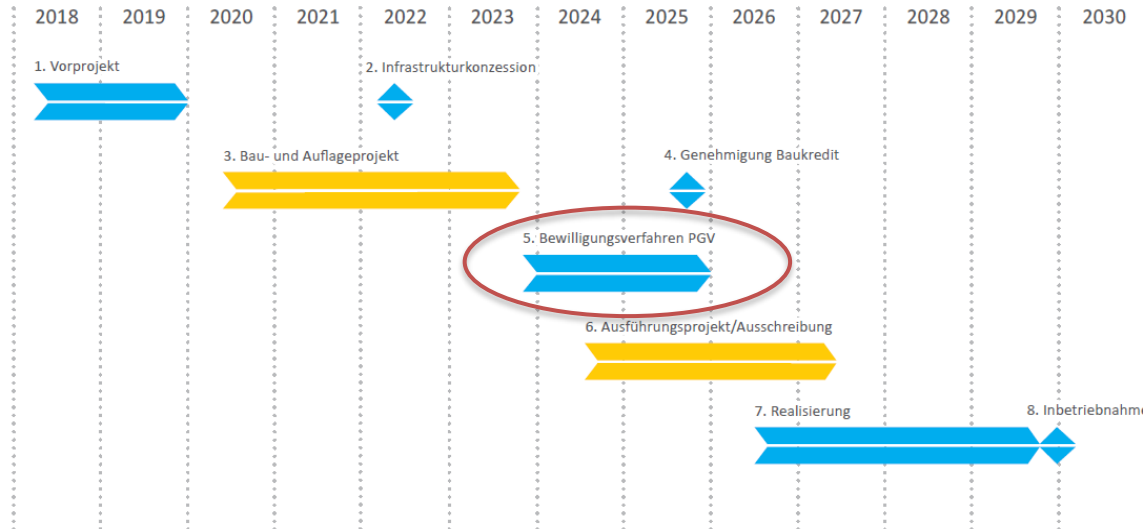 2018 2019 2020 2021 2022 2023 2024 2025 2026 2027 2028 2029 2030
1. Vorprojekt
2. Infrastrukturkonzession
3. Bau- und Auflageprojekt
4. Genehmigung Baukredit
5. Bewilligungsverfahren PGV
6. Ausführungsprojekt/Ausschreibung
7. Realisierung
8. Inbetriebnahme